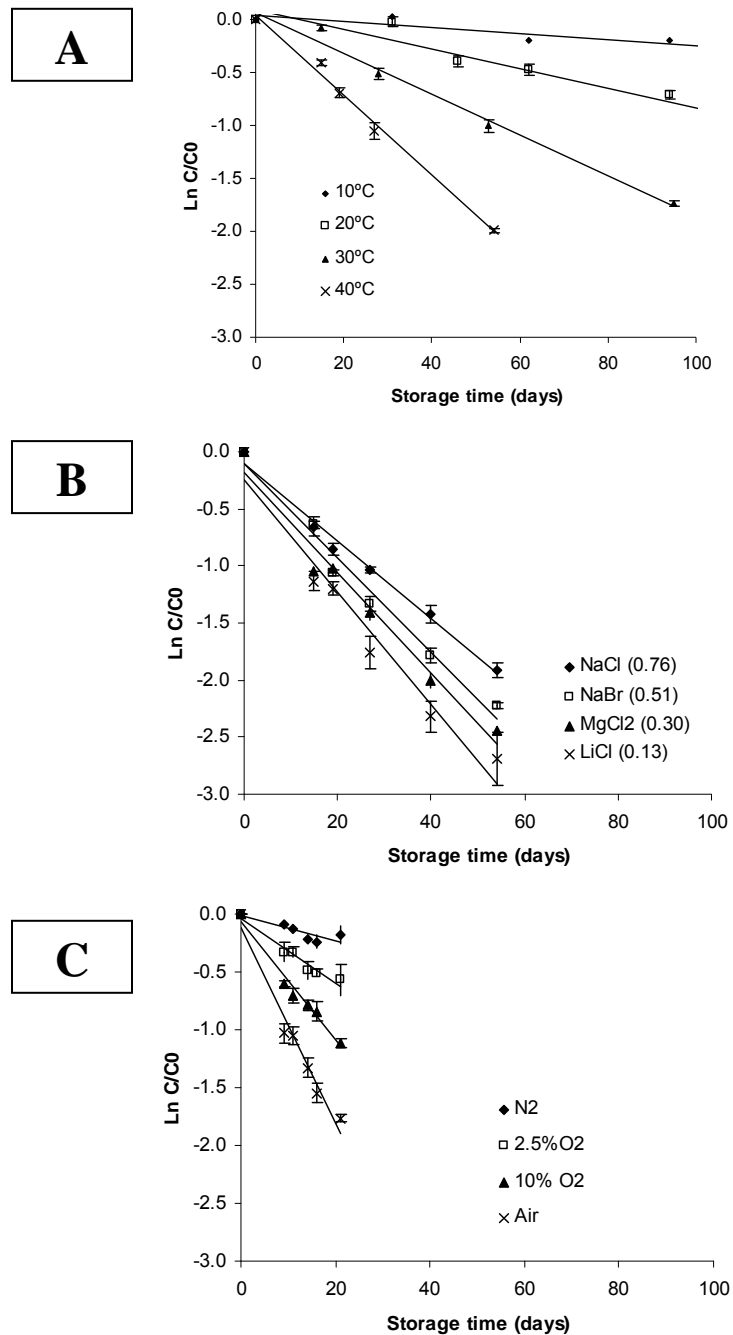 A
0.0
-0.5
-1.0
-1.5
-2.0
-2.5
-3.0
Ln C/C0
10ºC
20ºC
30ºC
40ºC
0 20 40 60 80 100
Storage time (days)
B
0.0
-0.5
-1.0
-1.5
-2.0
-2.5
-3.0
Ln C/C0
NaCl (0.76)
NaBr (0.51)
MgCl2 (0.30)
LiCl (0.13)
0 20 40 60 80 100
Storage time (days)
C
0.0
-0.5
-1.0
-1.5
-2.0
-2.5
-3.0
Ln C/C0
N2
2.5%O2
10% O2
Air
0 20 40 60 80 100
Storage time (days)